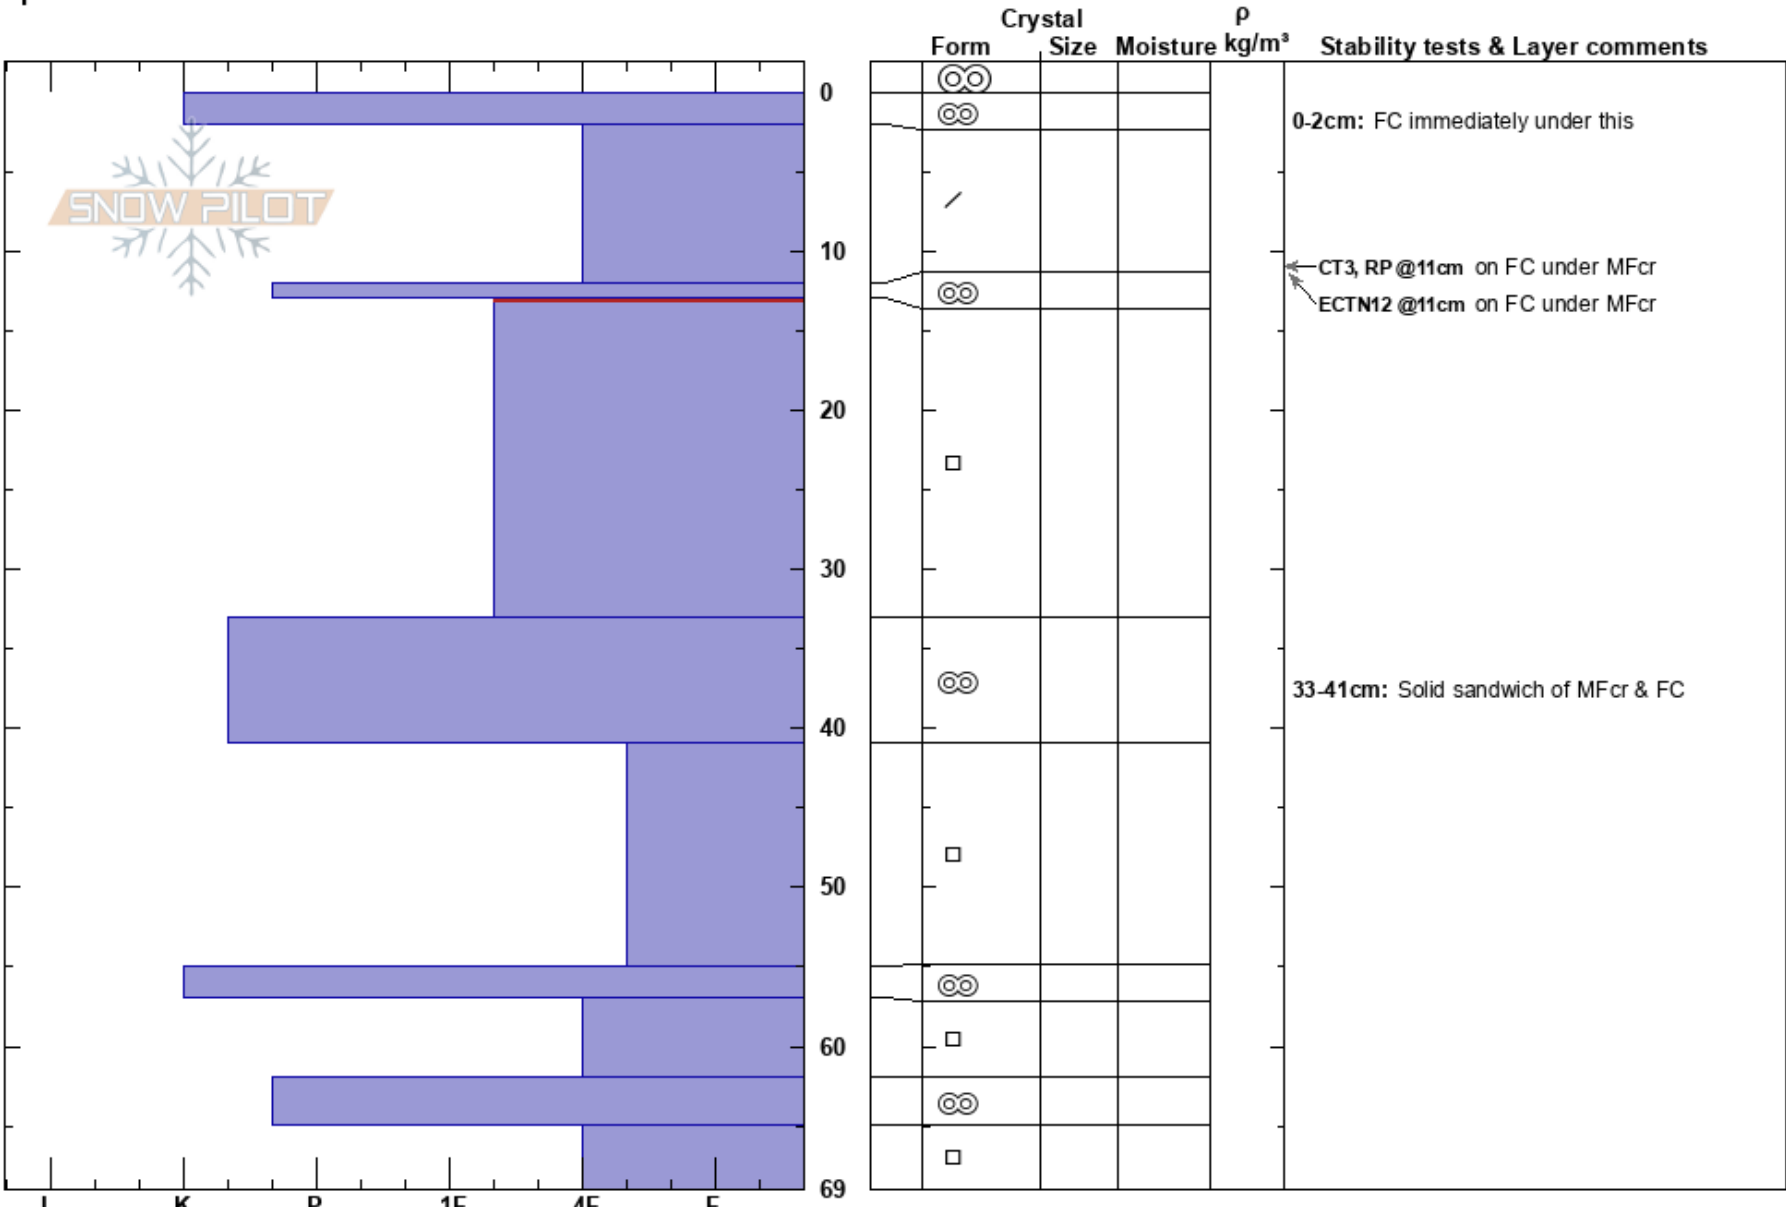 Crystal ρ
Form Size Moisture kg/m³ Stability tests & Layer comments
0
0-2cm: FC immediately under this
SNOW PILOT
10
CT3, RP @11cm on FC under MFcr
ECTN12 @11cm on FC under MFcr
20
30
33-41cm: Solid sandwich of MFcr & FC
40
50
60
69
I K P 1F 4F F